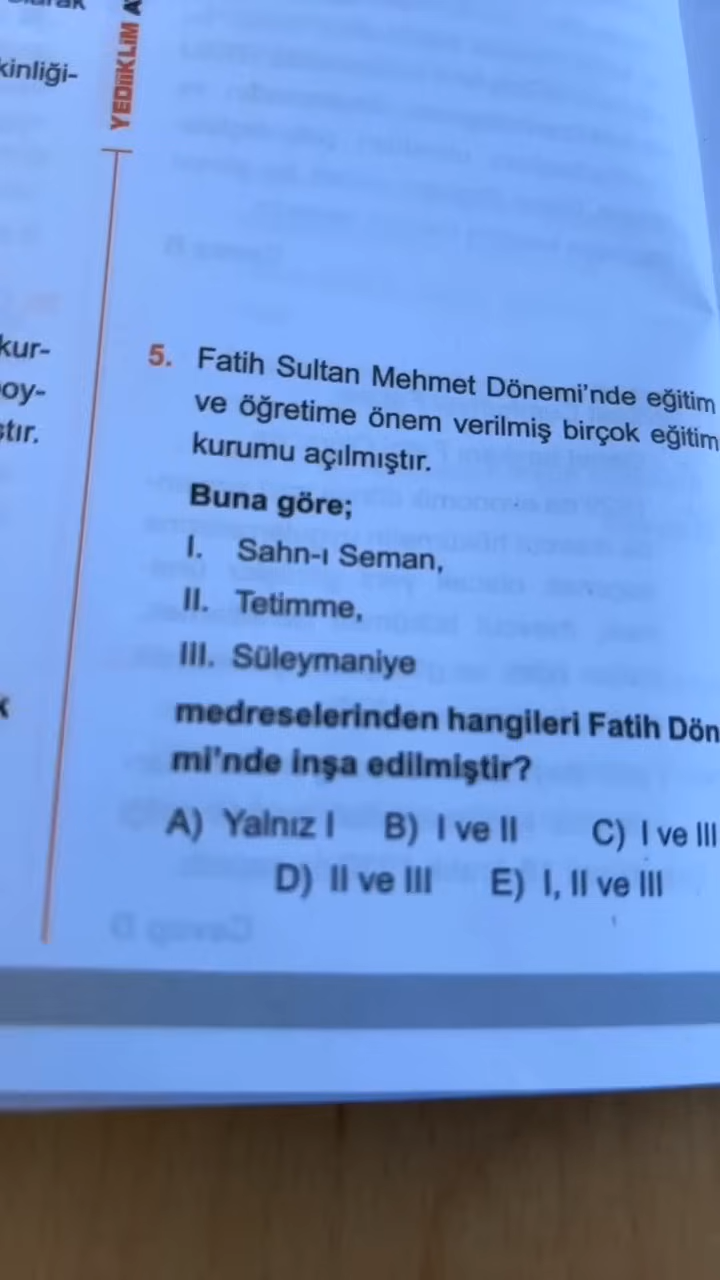 kinliği-
YEDİİKLİM
kur-
oy-
ştır.
5. Fatih Sultan Mehmet Dönemi'nde eğitim
ve öğretime önem verilmiş birçok eğitim
kurumu açılmıştır.
Buna göre;
I. Sahn-ı Seman,
II. Tetimme,
III. Süleymaniye
medreselerinden hangileri Fatih Dön
mi'nde inşa edilmiştir?
A) Yalnız I B) I ve II C) I ve III
D) II ve III E) I, II ve III